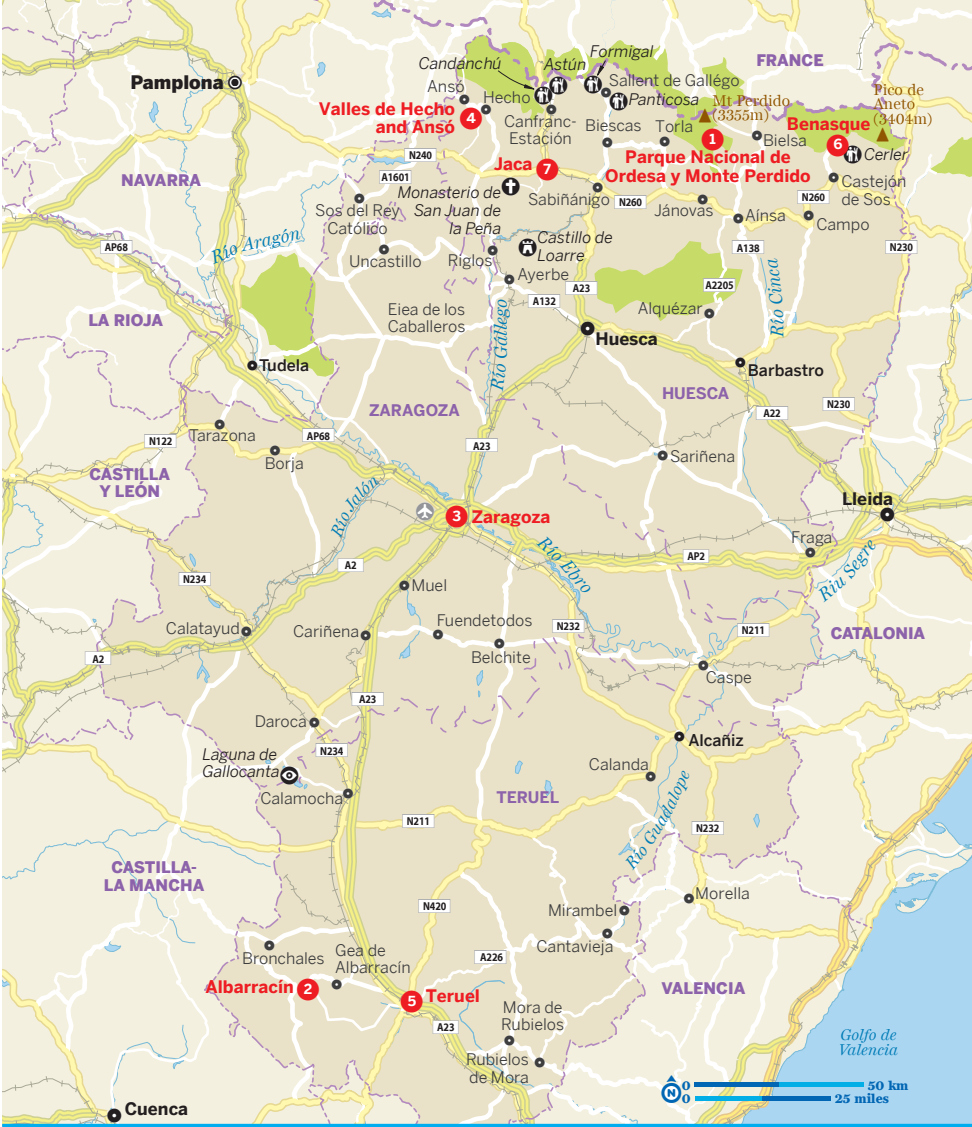 Formigal
Candanchú
Astún
FRANCE
Pamplona
Ansó
Sallent de Gallégo
Hecho
Panticosa
Mt Perdido
(3355m)
Pico de
Aneto
(3404m)
Valles de Hecho
and Ansó
4
Canfranc-
Estación
Biescas
Torla
1
Bielsa
Benasque
6
Cerler
Parque Nacional de
Ordesa y Monte Perdido
N240
Jaca
7
A1601
NAVARRA
Monasterio de
San Juan de
la Peña
Sabiñánigo
N260
Jánovas
N260
Castejón
de Sos
Sos del Rey
Católico
Aínsa
Campo
AP68
Río Aragón
Uncastillo
Riglos
Castillo de
Loarre
A138
N230
Ayerbe
A23
A2205
Río Cinca
A132
Eiea de los
Caballeros
Río Gállego
Alquézar
LA RIOJA
Huesca
Tudela
Barbastro
ZARAGOZA
HUESCA
A22
N230
N122
Tarazona
AP68
A23
Borja
Sariñena
CASTILLA
Y LEÓN
Río Jalón
Lleida
3
Zaragoza
Fraga
Río Ebro
AP2
Riu Segre
A2
N234
Muel
Calatayud
Cariñena
Fuendetodos
N232
N211
CATALONIA
Belchite
A2
Caspe
A23
Daroca
N234
Alcañiz
Laguna de
Gallocanta
Calanda
Calamocha
TERUEL
Río Guadalope
N211
N232
CASTILLA-
LA MANCHA
Morella
N420
Mirambel
Cantavieja
Bronchales
Gea de
Albarracín
A226
Albarracín
2
5
Teruel
VALENCIA
A23
Mora de
Rubielos
Rubielos
de Mora
Golfo de
Valencia
N
0
50 km
0
25 miles
Cuenca